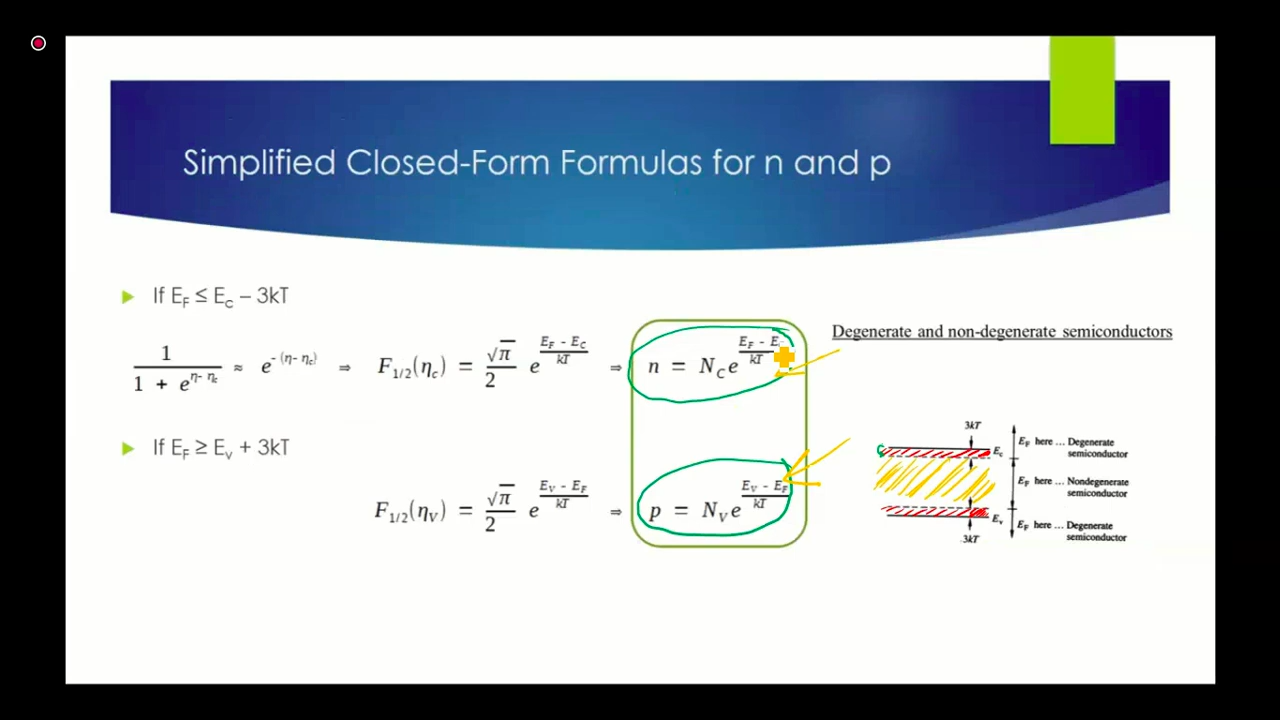 Simplified Closed-Form Formulas for n and p
If E_F ≤ E_c – 3kT
1 / (1 + e^(η- η_c)) ≈ e^(- (η- η_c)) ⇒ F_1/2(η_c) = √π/2 e^((E_F - E_C)/kT) ⇒ n = N_C e^((E_F - E)/kT)
If E_F ≥ E_v + 3kT
F_1/2(η_V) = √π/2 e^((E_V - E_F)/kT) ⇒ p = N_V e^((E_V - E_F)/kT)
Degenerate and non-degenerate semiconductors
3kT
E_c
E_F here ... Degenerate
semiconductor
E_F here ... Nondegenerate
semiconductor
E_v
E_F here ... Degenerate
semiconductor
3kT